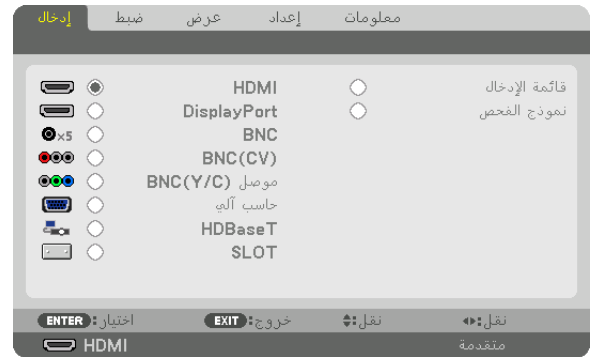 إدخال ضبط عرض إعداد معلومات
HDMI قائمة الإدخال
DisplayPort نموذج الفحص
×5 BNC
BNC(CV)
موصل BNC(Y/C)
حاسب آلي
HDBaseT
SLOT
ENTER :اختيار EXIT :خروج نقل: نقل:
HDMI متقدمة